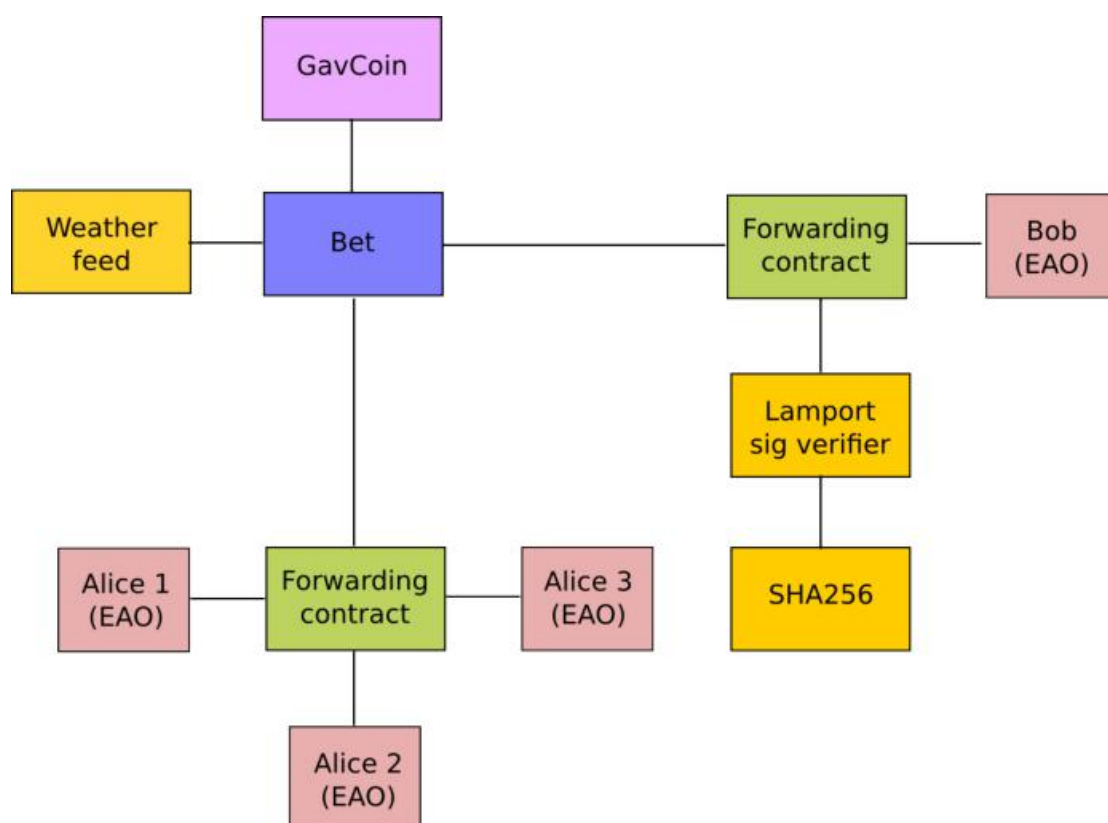 GavCoin
Weather
feed
Bet
Forwarding
contract
Bob
(EAO)
Lamport
sig verifier
Alice 1
(EAO)
Forwarding
contract
Alice 3
(EAO)
SHA256
Alice 2
(EAO)